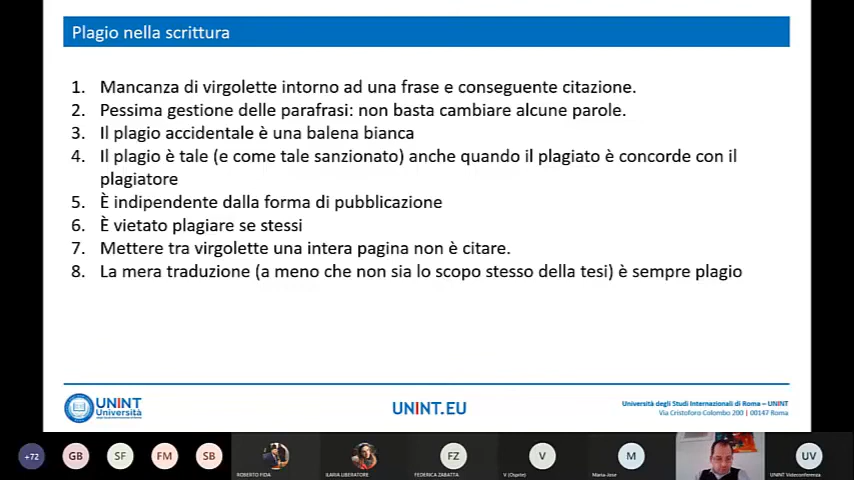 Plagio nella scrittura
1. Mancanza di virgolette intorno ad una frase e conseguente citazione.
2. Pessima gestione delle parafrasi: non basta cambiare alcune parole.
3. Il plagio accidentale è una balena bianca
4. Il plagio è tale (e come tale sanzionato) anche quando il plagiato è concorde con il
plagiatore
5. È indipendente dalla forma di pubblicazione
6. È vietato plagiare se stessi
7. Mettere tra virgolette una intera pagina non è citare.
8. La mera traduzione (a meno che non sia lo scopo stesso della tesi) è sempre plagio
UNINT
Università
UNINT.EU
Università degli Studi Internazionali di Roma – UNINT
Via Cristoforo Colombo 200 | 00147 Roma
+72
GB
SF
FM
SB
FZ
V
M
UV
ROBERTO FIDA
ILARIA LIBERATORE
FEDERICA ZABATTA
V (Ospite)
Maria-Jose
UNINT Videoconferenza